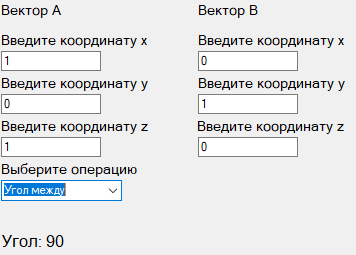 Вектор A Вектор B
Введите координату x Введите координату x
1 0
Введите координату y Введите координату y
0 1
Введите координату z Введите координату z
1 0
Выберите операцию
Угол между
Угол: 90